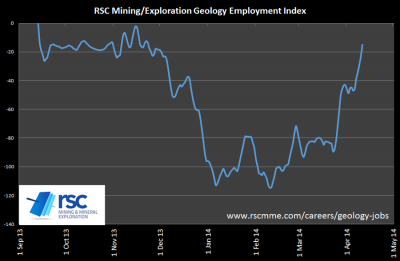 RSC Mining/Exploration Geology Employment Index
0
-20
-40
-60
-80
-100
-120
-140
1 Sep 13
1 Oct 13
1 Nov 13
1 Dec 13
1 Jan 14
1 Feb 14
1 Mar 14
1 Apr 14
1 May 14
rsc
MINING & MINERAL
EXPLORATION
www.rscmme.com/careers/geology-jobs